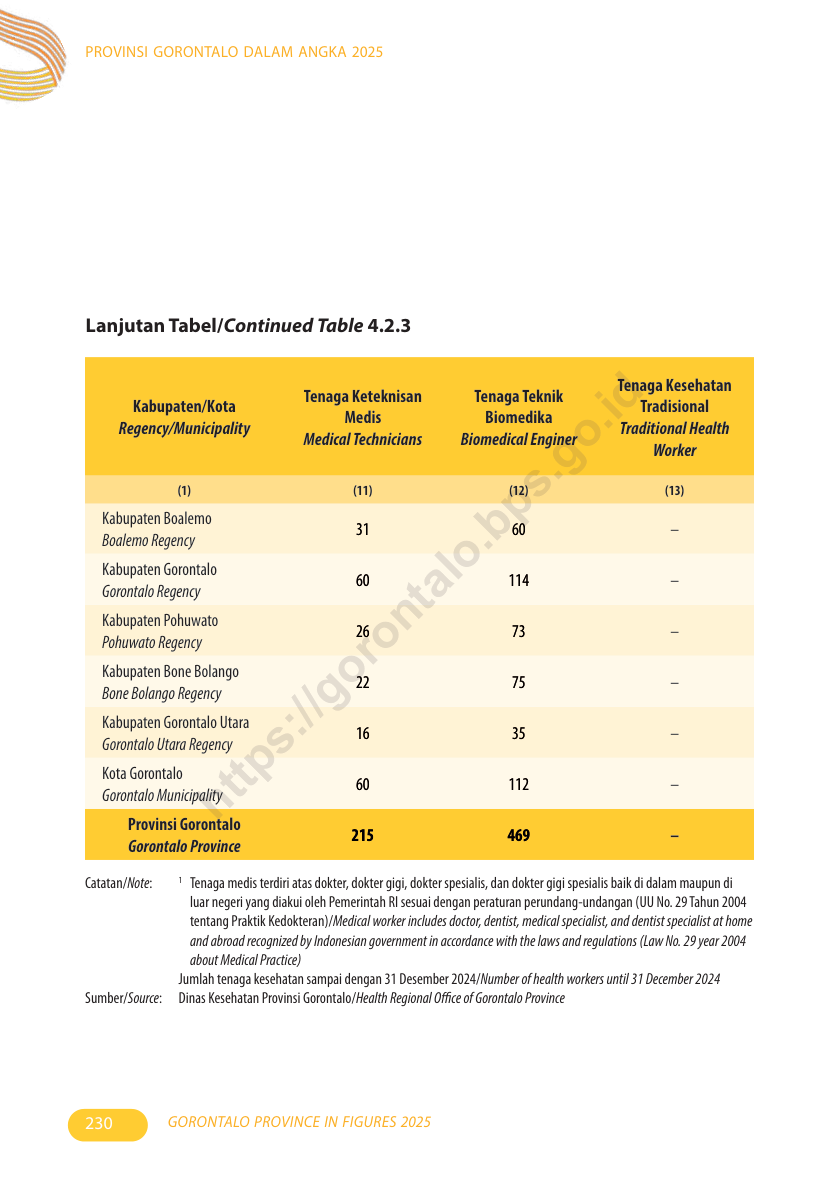 PROVINSI GORONTALO DALAM ANGKA 2025
Lanjutan Tabel/Continued Table 4.2.3
Kabupaten/Kota
Regency/Municipality
Tenaga Keteknisan
Medis
Medical Technicians
Tenaga Teknik
Biomedika
Biomedical Enginer
Tenaga Kesehatan
Tradisional
Traditional Health
Worker
(1) (11) (12) (13)
Kabupaten Boalemo
Boalemo Regency
31 60 –
Kabupaten Gorontalo
Gorontalo Regency
60 114 –
Kabupaten Pohuwato
Pohuwato Regency
26 73 –
Kabupaten Bone Bolango
Bone Bolango Regency
22 75 –
Kabupaten Gorontalo Utara
Gorontalo Utara Regency
16 35 –
Kota Gorontalo
Gorontalo Municipality
60 112 –
Provinsi Gorontalo
Gorontalo Province
215 469 –
Catatan/Note: 1 Tenaga medis terdiri atas dokter, dokter gigi, dokter spesialis, dan dokter gigi spesialis baik di dalam maupun di
luar negeri yang diakui oleh Pemerintah RI sesuai dengan peraturan perundang-undangan (UU No. 29 Tahun 2004
tentang Praktik Kedokteran)/Medical worker includes doctor, dentist, medical specialist, and dentist specialist at home
and abroad recognized by Indonesian government in accordance with the laws and regulations (Law No. 29 year 2004
about Medical Practice)
Jumlah tenaga kesehatan sampai dengan 31 Desember 2024/Number of health workers until 31 December 2024
Sumber/Source: Dinas Kesehatan Provinsi Gorontalo/Health Regional Office of Gorontalo Province
https://gorontalo.bps.go.id
230 GORONTALO PROVINCE IN FIGURES 2025